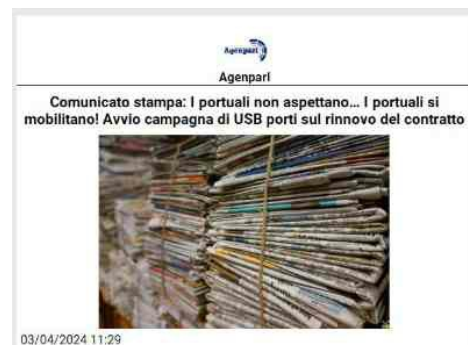 Agenparl
Agenparl
Comunicato stampa: I portuali non aspettano... I portuali si
mobilitano! Avvio campagna di USB porti sul rinnovo del contratto
03/04/2024 11:29